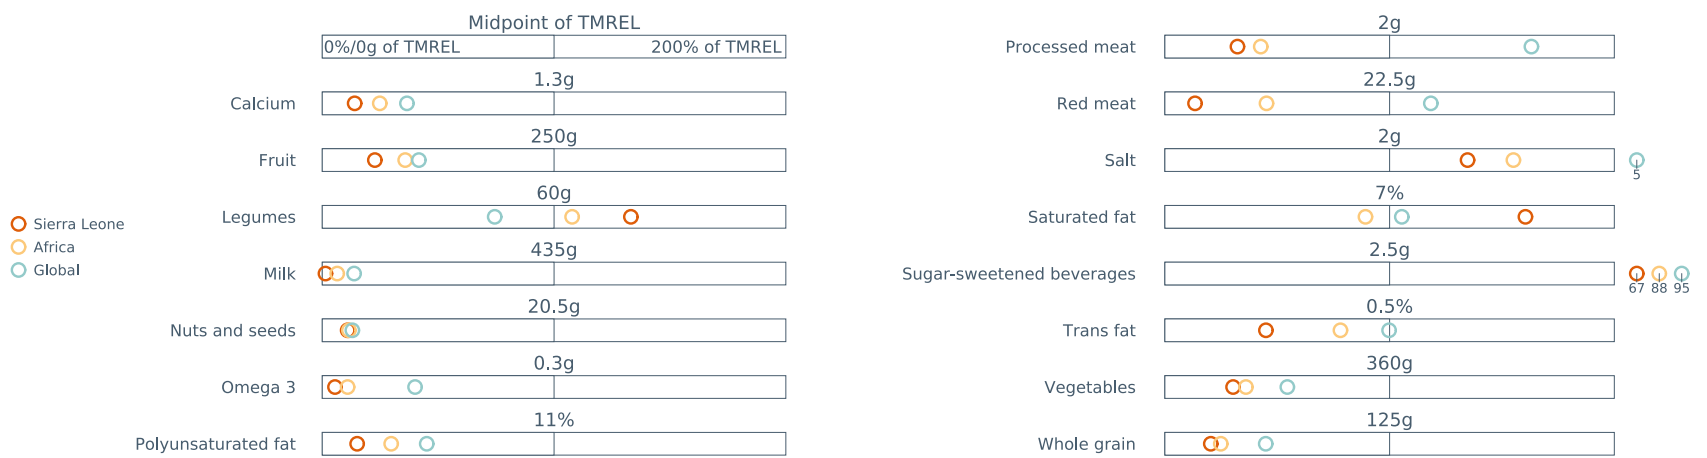 Midpoint of TMREL
0%/0g of TMREL 200% of TMREL
1.3g
Calcium
250g
Fruit
60g
Legumes
435g
Milk
20.5g
Nuts and seeds
0.3g
Omega 3
11%
Polyunsaturated fat
Sierra Leone
Africa
Global
2g
Processed meat
22.5g
Red meat
2g
Salt
5
7%
Saturated fat
2.5g
Sugar-sweetened beverages
67 88 95
0.5%
Trans fat
360g
Vegetables
125g
Whole grain